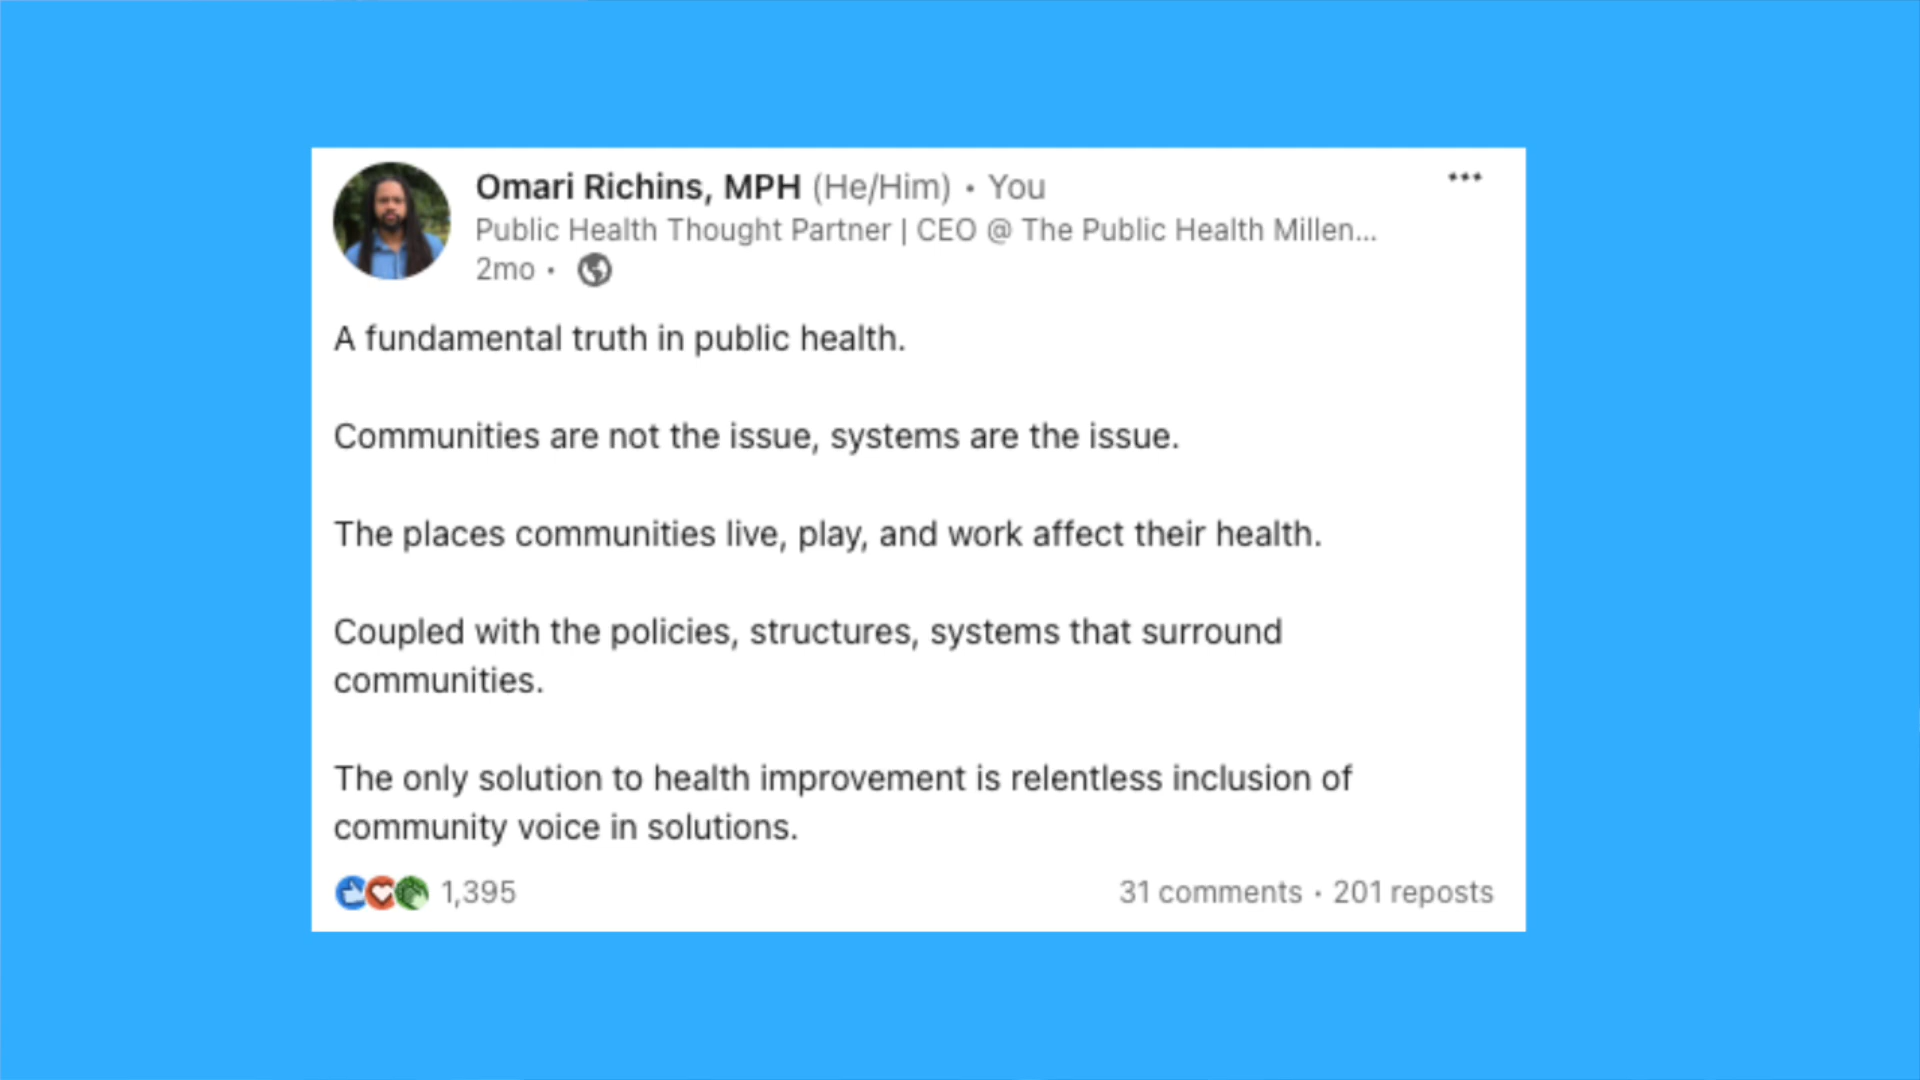 Omari Richins, MPH (He/Him) • You
Public Health Thought Partner | CEO @ The Public Health Millen...
2mo •
A fundamental truth in public health.
Communities are not the issue, systems are the issue.
The places communities live, play, and work affect their health.
Coupled with the policies, structures, systems that surround
communities.
The only solution to health improvement is relentless inclusion of
community voice in solutions.
1,395
31 comments • 201 reposts